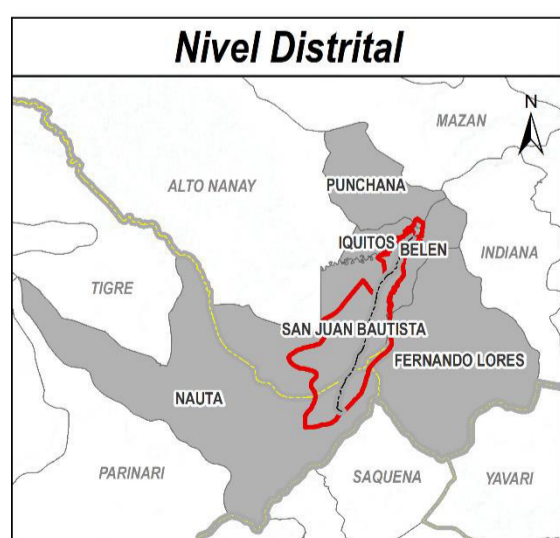 Nivel Distrital
N
MAZAN
ALTO NANAY
PUNCHANA
IQUITOS
BELEN
INDIANA
TIGRE
SAN JUAN BAUTISTA
FERNANDO LORES
NAUTA
PARINARI
SAQUENA
YAVARI